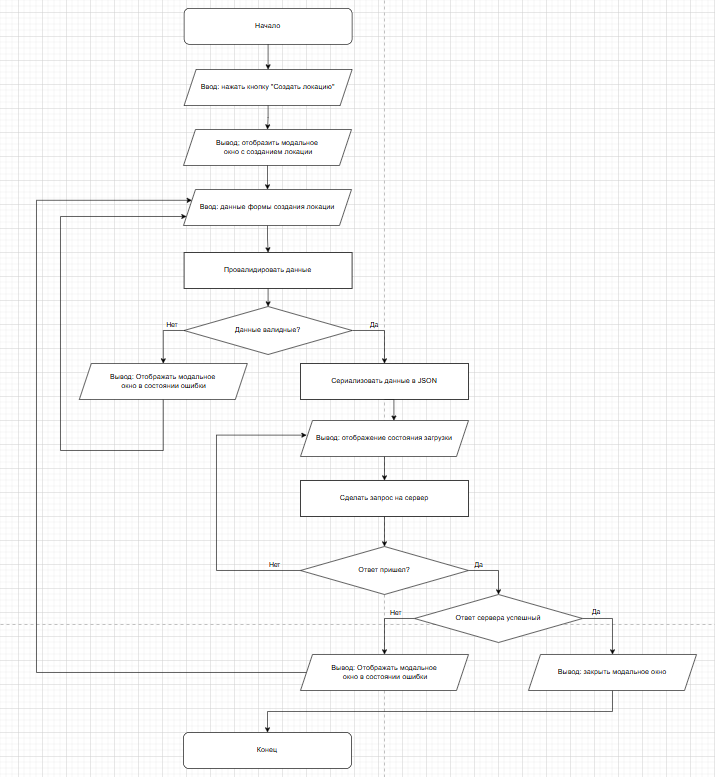 Начало
Ввод: нажать кнопку "Создать локацию"
Вывод; отобразить модальное
окно с созданием локации
Ввод: данные формы создания локации
Провалидировать данные
Данные валидные?
Нет
Да
Вывод: Отображать модальное
окно в состоянии ошибки
Сериализовать данные в JSON
Вывод: отображение состояния загрузки
Сделать запрос на сервер
Ответ пришел?
Нет
Да
Ответ сервера успешный
Нет
Да
Вывод: Отображать модальное
окно в состоянии ошибки
Вывод: закрыть модальное окно
Конец